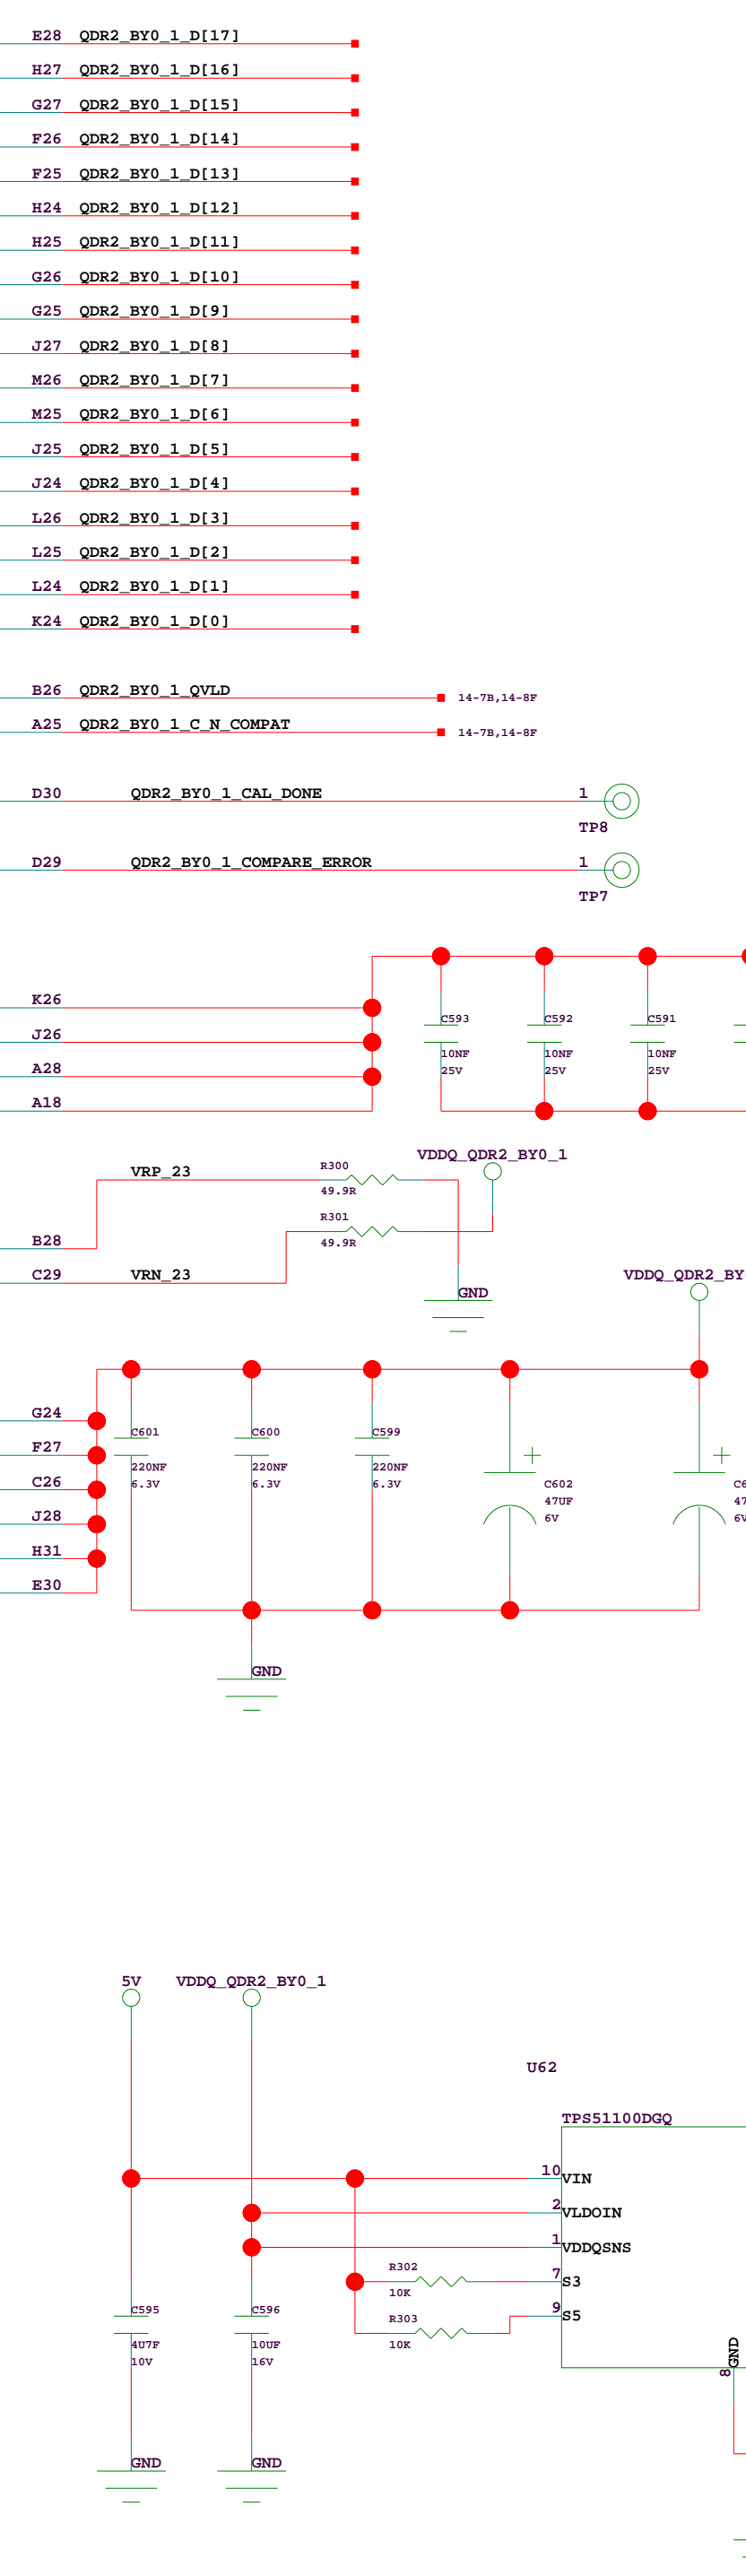 E28 QDR2_BY0_1_D[17]
H27 QDR2_BY0_1_D[16]
G27 QDR2_BY0_1_D[15]
F26 QDR2_BY0_1_D[14]
F25 QDR2_BY0_1_D[13]
H24 QDR2_BY0_1_D[12]
H25 QDR2_BY0_1_D[11]
G26 QDR2_BY0_1_D[10]
G25 QDR2_BY0_1_D[9]
J27 QDR2_BY0_1_D[8]
M26 QDR2_BY0_1_D[7]
M25 QDR2_BY0_1_D[6]
J25 QDR2_BY0_1_D[5]
J24 QDR2_BY0_1_D[4]
L26 QDR2_BY0_1_D[3]
L25 QDR2_BY0_1_D[2]
L24 QDR2_BY0_1_D[1]
K24 QDR2_BY0_1_D[0]
B26 QDR2_BY0_1_QVLD 14-7B,14-8F
A25 QDR2_BY0_1_C_N_COMPAT 14-7B,14-8F
D30 QDR2_BY0_1_CAL_DONE 1
TP8
D29 QDR2_BY0_1_COMPARE_ERROR 1
TP7
K26
J26
A28
A18
C593
10NF
25V
C592
10NF
25V
C591
10NF
25V
VDDQ_QDR2_BY0_1
VRP_23
R300
49.9R
R301
49.9R
B28
C29 VRN_23
GND
VDDQ_QDR2_BY
G24
F27
C26
J28
H31
E30
C601
220NF
6.3V
C600
220NF
6.3V
C599
220NF
6.3V
C602
47UF
6V
C6
47
6V
GND
5V VDDQ_QDR2_BY0_1
U62
TPS51100DGQ
10 VIN
2 VLDOIN
1 VDDQSNS
R302
10K
7 S3
R303
10K
9 S5
8 GND
C595
4U7F
10V
C596
10UF
16V
GND
GND